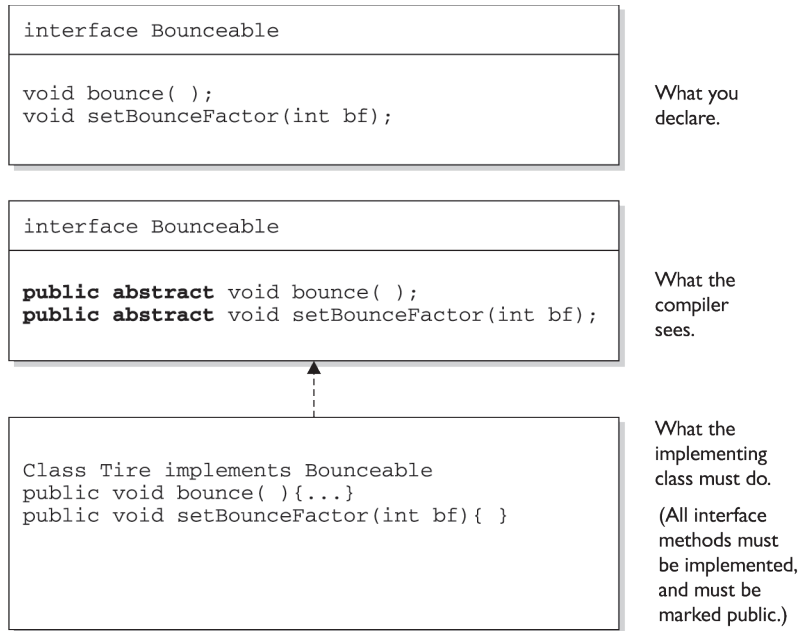 interface Bounceable
void bounce( );
void setBounceFactor(int bf);
What you
declare.
interface Bounceable
public abstract void bounce( );
public abstract void setBounceFactor(int bf);
What the
compiler
sees.
Class Tire implements Bounceable
public void bounce( ){...}
public void setBounceFactor(int bf){ }
What the
implementing
class must do.
(All interface
methods must
be implemented,
and must be
marked public.)